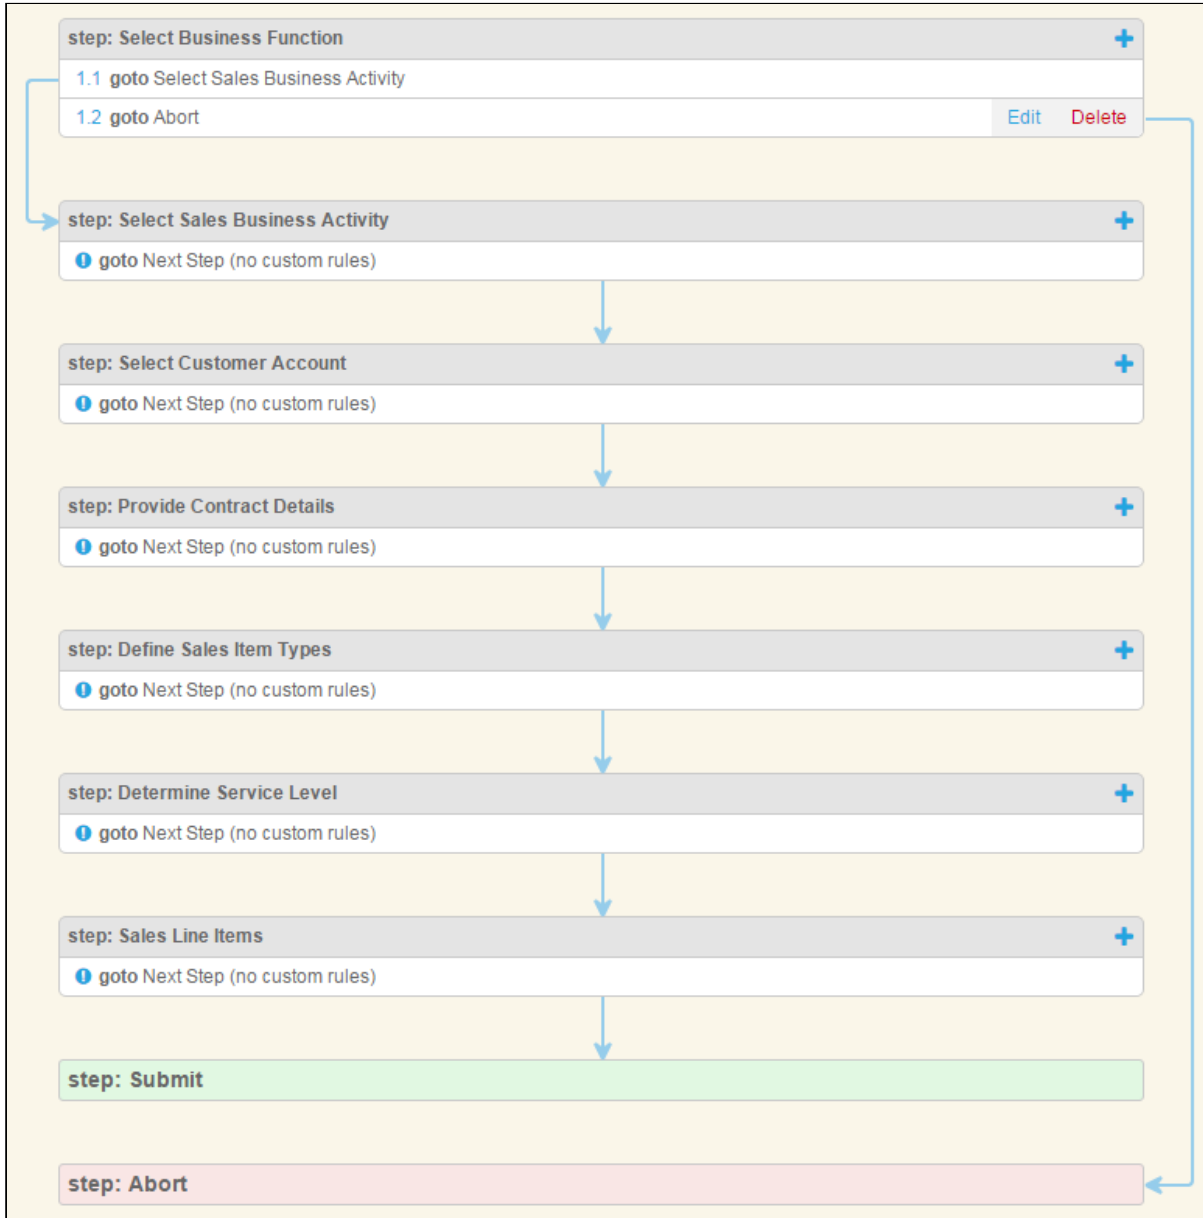 step: Select Business Function
1.1 goto Select Sales Business Activity
1.2 goto Abort Edit Delete
step: Select Sales Business Activity
goto Next Step (no custom rules)
step: Select Customer Account
goto Next Step (no custom rules)
step: Provide Contract Details
goto Next Step (no custom rules)
step: Define Sales Item Types
goto Next Step (no custom rules)
step: Determine Service Level
goto Next Step (no custom rules)
step: Sales Line Items
goto Next Step (no custom rules)
step: Submit
step: Abort